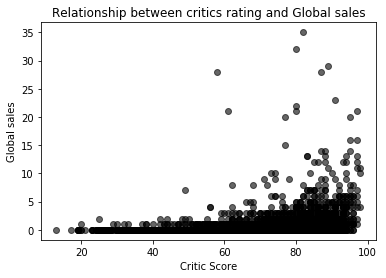 Relationship between critics rating and Global sales
Global sales
35
30
25
20
15
10
5
0
20 40 60 80 100
Critic Score